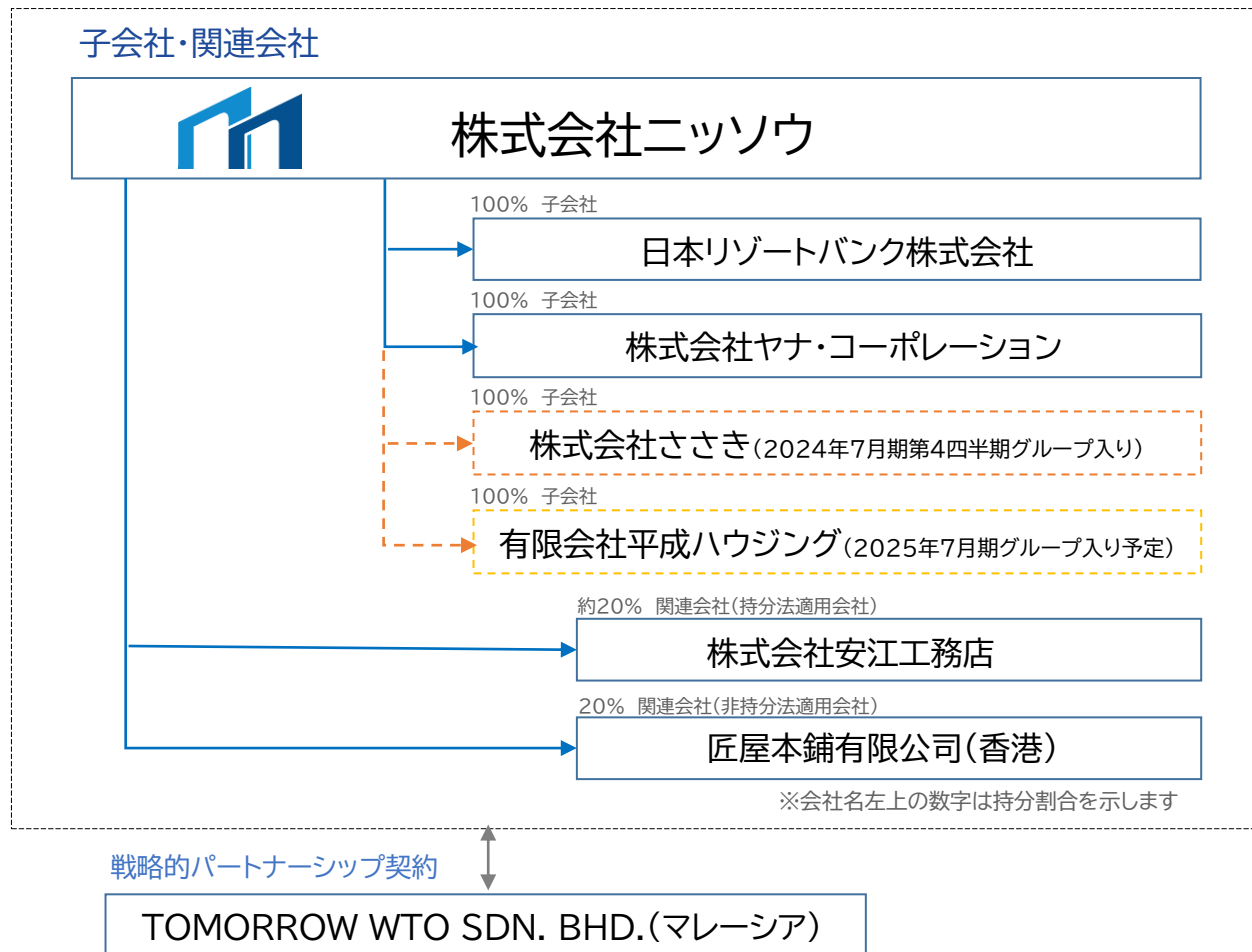 子会社・関連会社
株式会社ニッソウ
100% 子会社
日本リゾートバンク株式会社
100% 子会社
株式会社ヤナ・コーポレーション
100% 子会社
株式会社ささき(2024年7月期第4四半期グループ入り)
100% 子会社
有限会社平成ハウジング(2025年7月期グループ入り予定)
約20% 関連会社(持分法適用会社)
株式会社安江工務店
20% 関連会社(非持分法適用会社)
匠屋本鋪有限公司(香港)
※会社名左上の数字は持分割合を示します
戦略的パートナーシップ契約
TOMORROW WTO SDN. BHD.(マレーシア)